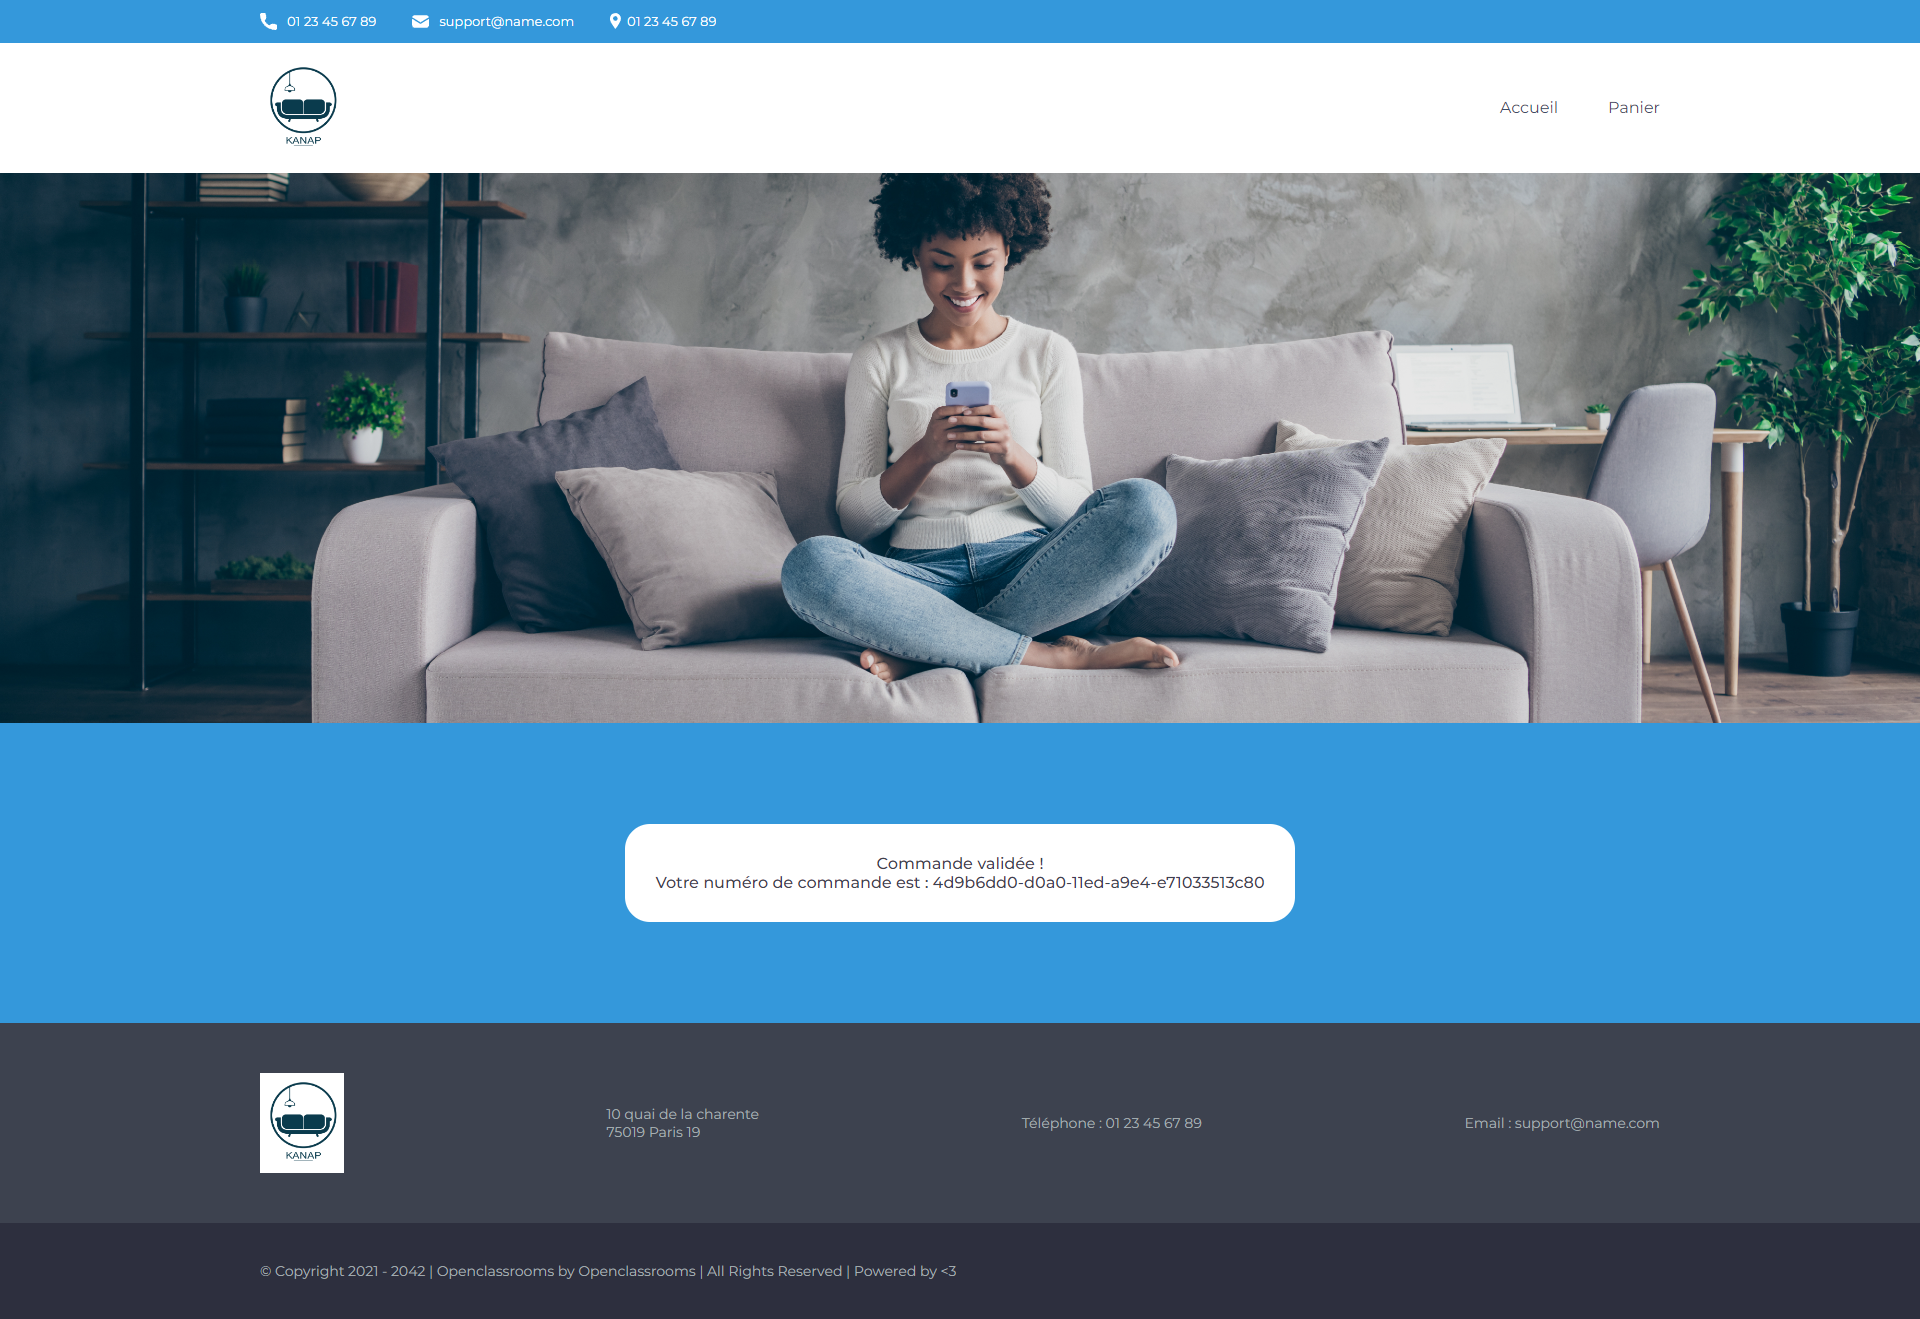 01 23 45 67 89
support@name.com
01 23 45 67 89
KANAP
Accueil
Panier
Commande validée !
Votre numéro de commande est : 4d9b6dd0-d0a0-11ed-a9e4-e71033513c80
KANAP
10 quai de la charente
75019 Paris 19
Téléphone : 01 23 45 67 89
Email : support@name.com
© Copyright 2021 - 2042 | Openclassrooms by Openclassrooms | All Rights Reserved | Powered by <3